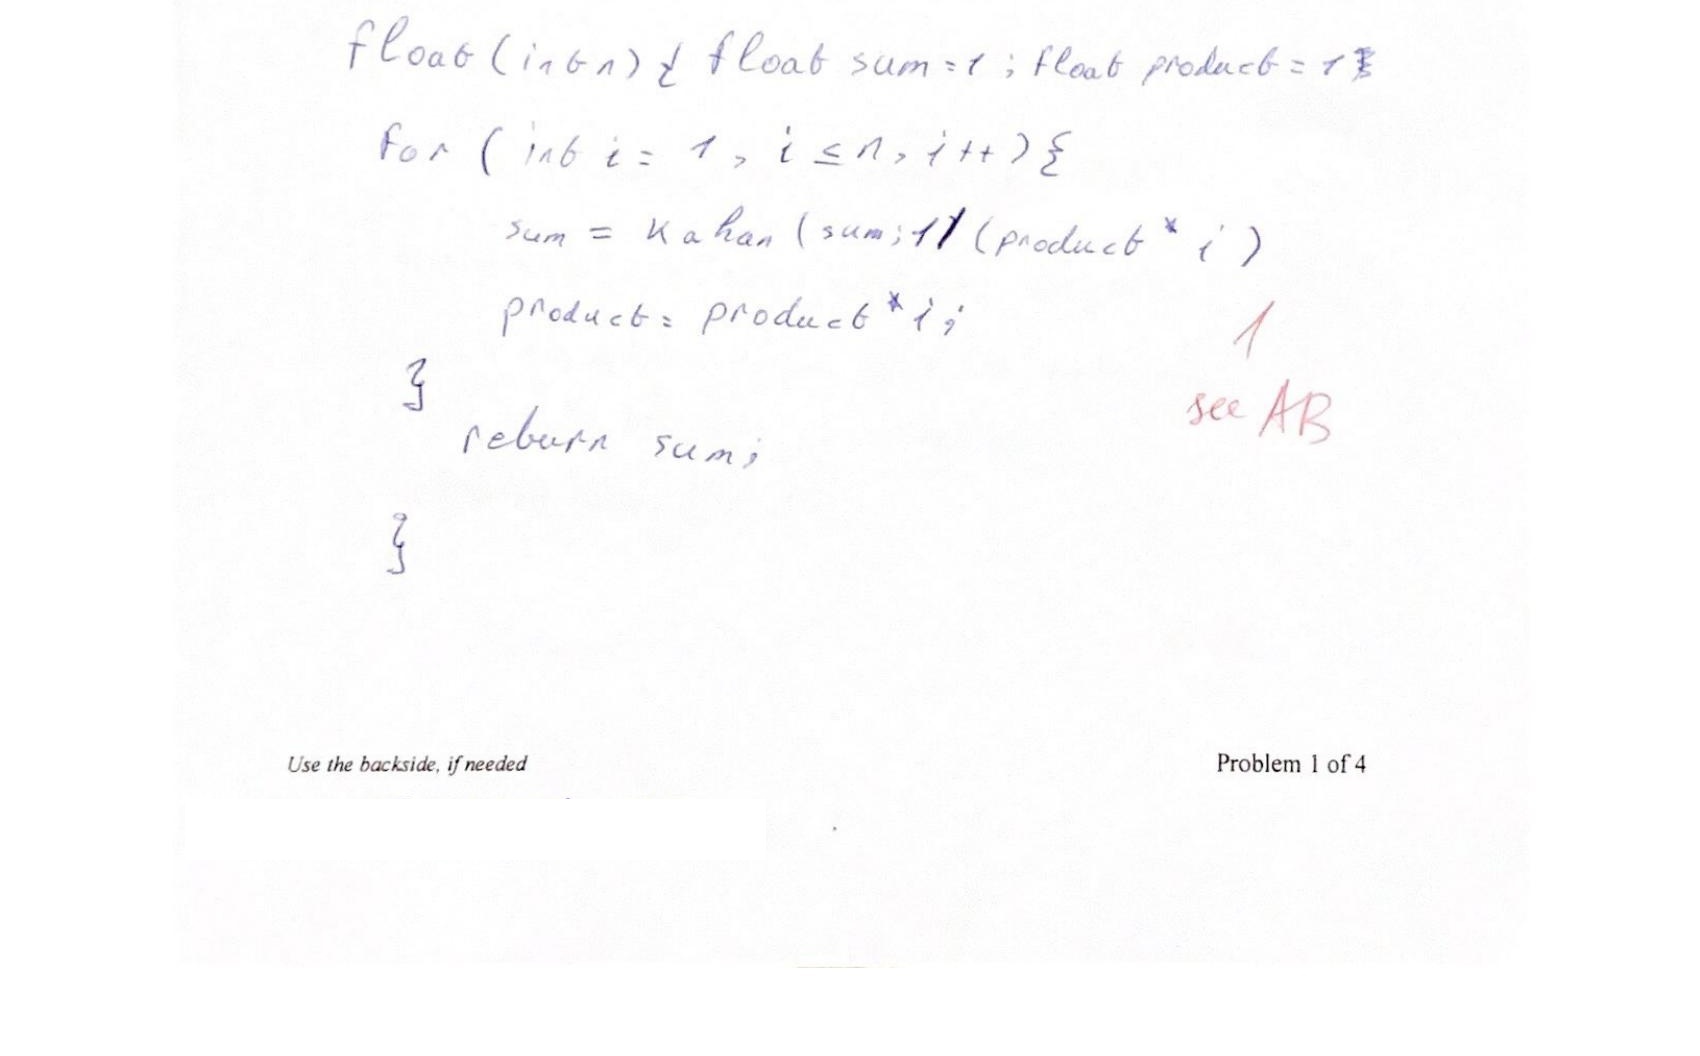 float(int n){ float sum=1; float product=1;
for ( int i= 1, i ≤ n, i++){
sum = Kahan (sum;1/(product*i)
product= product*i;
1
}
see AB
return sum;
}
Use the backside, if needed
Problem 1 of 4